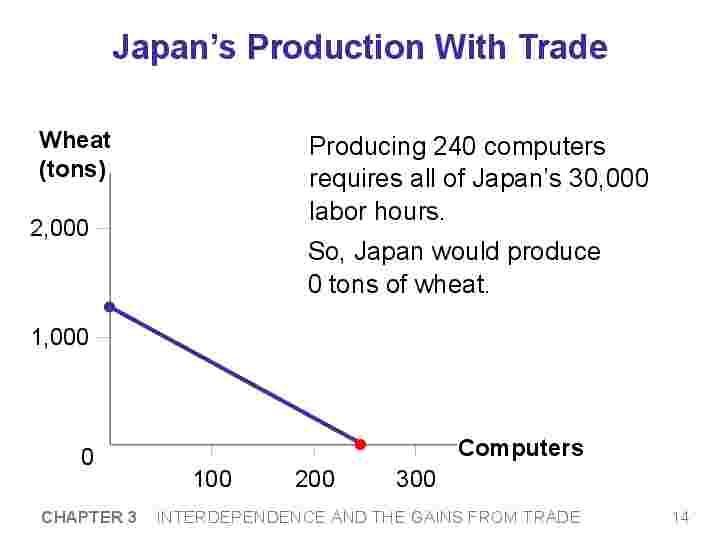 Japan’s Production With Trade
Wheat
(tons)
Producing 240 computers
requires all of Japan’s 30,000
labor hours.
So, Japan would produce
0 tons of wheat.
2,000
1,000
0
100
200
300
Computers
CHAPTER 3 INTERDEPENDENCE AND THE GAINS FROM TRADE
14